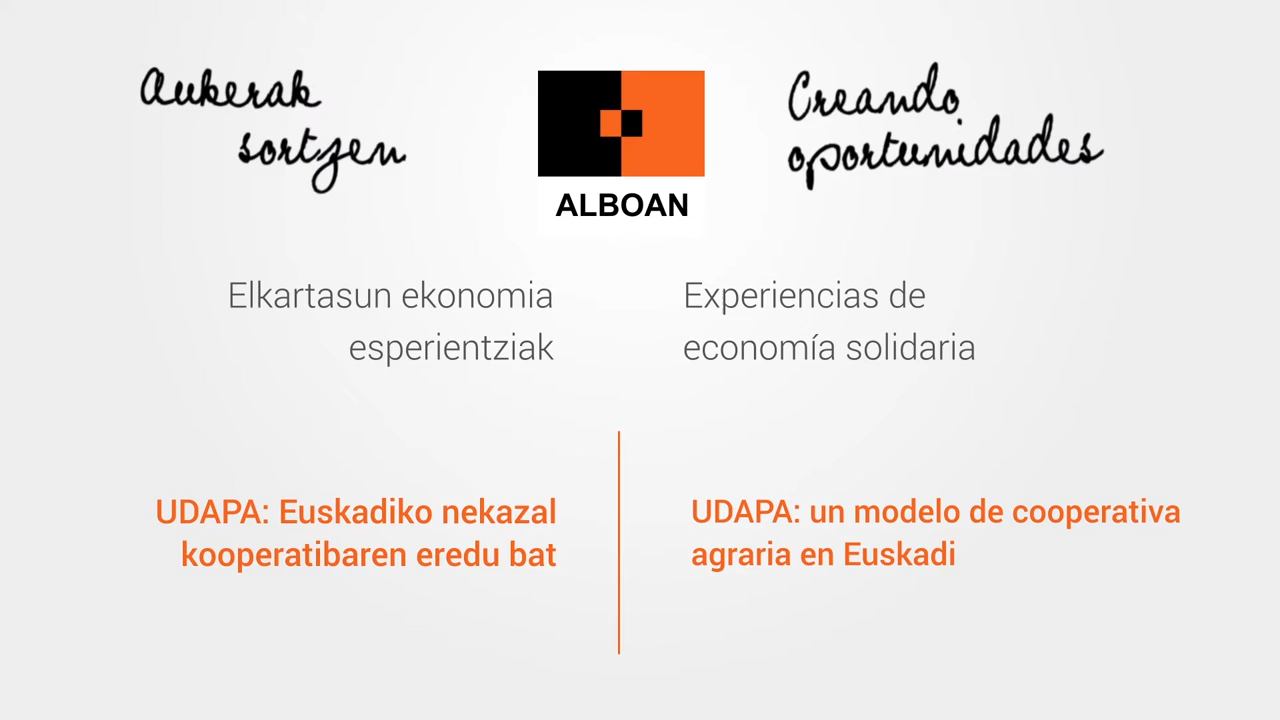 Aukerak
sortzen
ALBOAN
Creando
oportunidades
Elkartasun ekonomia
esperientziak
Experiencias de
economía solidaria
UDAPA: Euskadiko nekazal
kooperatibaren eredu bat
UDAPA: un modelo de cooperativa
agraria en Euskadi